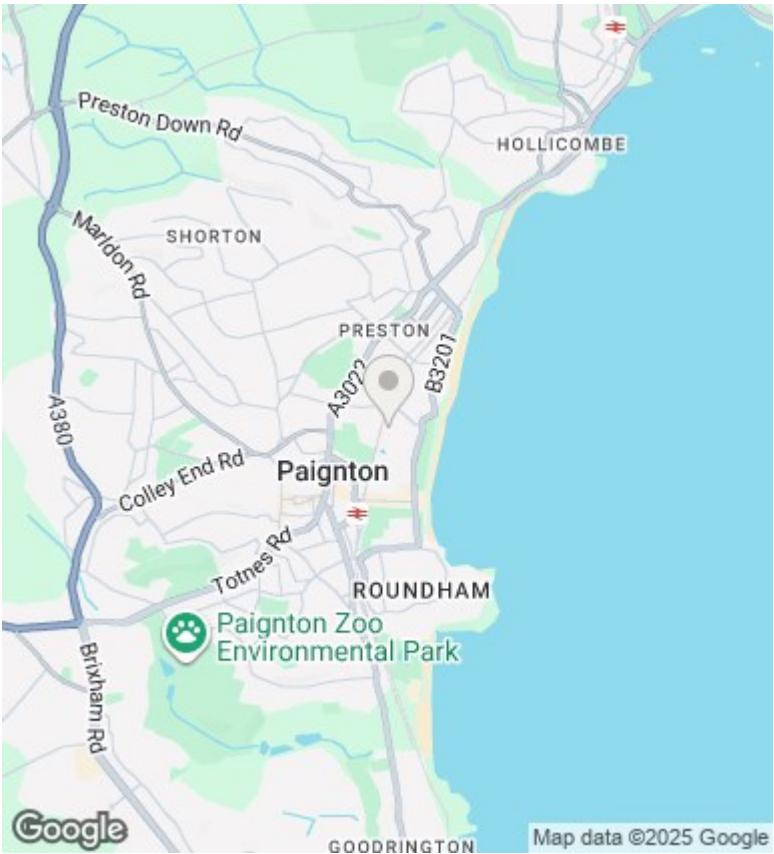 HOLLICOMBE
Preston Down Rd
SHORTON
Marldon Rd
PRESTON
B3201
A3022
A380
Colley End Rd
Paignton
Totnes Rd
ROUNDHAM
Paignton Zoo
Environmental Park
Brixham Rd
GOODRINGTON
Google
Map data ©2025 Google